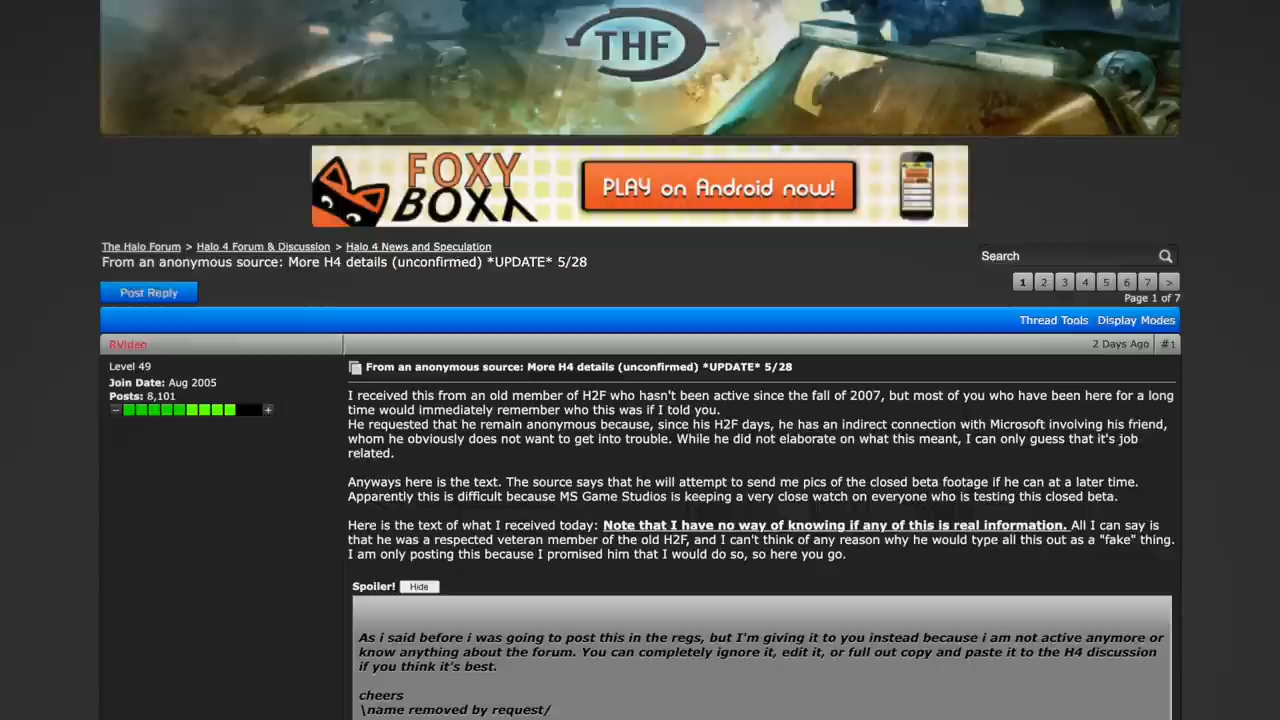 THF
FOXY
BOXX
PLAY on Android now!
The Halo Forum > Halo 4 Forum & Discussion > Halo 4 News and Speculation
From an anonymous source: More H4 details (unconfirmed) *UPDATE* 5/28
Search
Post Reply
1 2 3 4 5 6 7 >
Page 1 of 7
Thread Tools Display Modes
RVideo
2 Days Ago #1
Level 49
Join Date: Aug 2005
Posts: 8,101
− +
From an anonymous source: More H4 details (unconfirmed) *UPDATE* 5/28
I received this from an old member of H2F who hasn't been active since the fall of 2007, but most of you who have been here for a long
time would immediately remember who this was if I told you.
He requested that he remain anonymous because, since his H2F days, he has an indirect connection with Microsoft involving his friend,
whom he obviously does not want to get into trouble. While he did not elaborate on what this meant, I can only guess that it's job
related.
Anyways here is the text. The source says that he will attempt to send me pics of the closed beta footage if he can at a later time.
Apparently this is difficult because MS Game Studios is keeping a very close watch on everyone who is testing this closed beta.
Here is the text of what I received today: Note that I have no way of knowing if any of this is real information. All I can say is
that he was a respected veteran member of the old H2F, and I can't think of any reason why he would type all this out as a "fake" thing.
I am only posting this because I promised him that I would do so, so here you go.
Spoiler! Hide
As i said before i was going to post this in the regs, but I'm giving it to you instead because i am not active anymore or
know anything about the forum. You can completely ignore it, edit it, or full out copy and paste it to the H4 discussion
if you think it's best.
cheers
\name removed by request/